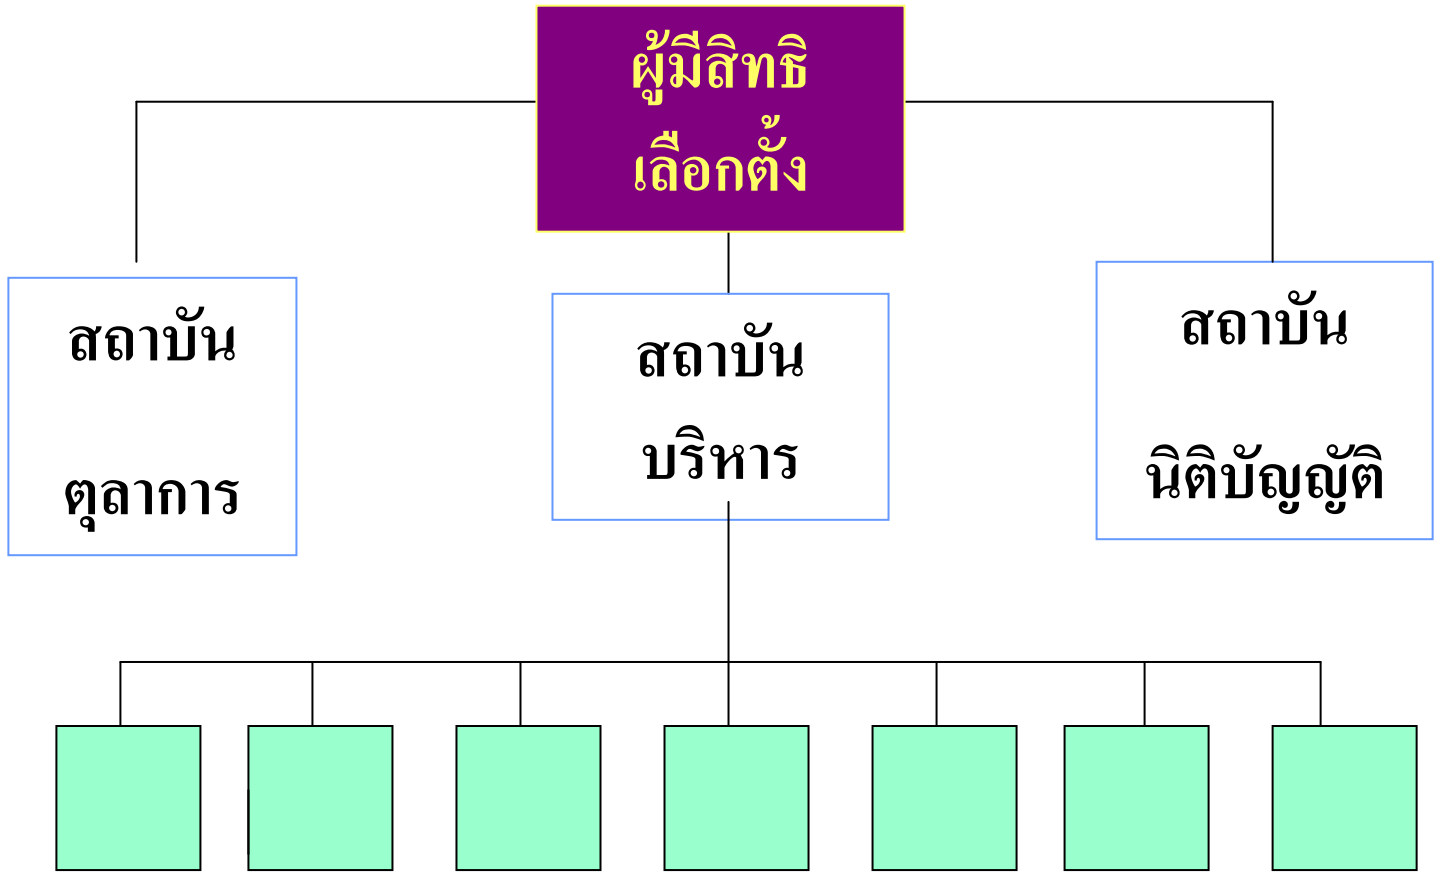 ผู้มีสิทธิ
เลือกตั้ง
สถาบัน
ตุลาการ
สถาบัน
บริหาร
สถาบัน
นิติบัญญัติ